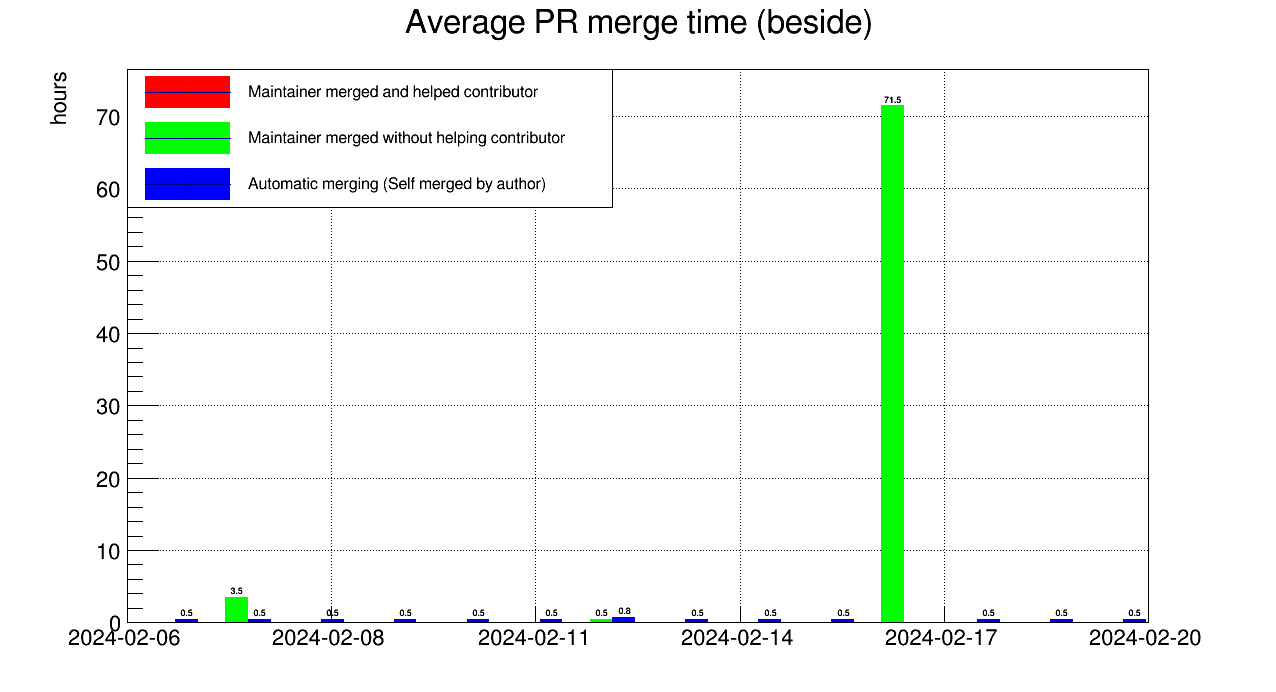 Average PR merge time (beside)
hours
Maintainer merged and helped contributor
Maintainer merged without helping contributor
Automatic merging (Self merged by author)
70
60
50
40
30
20
10
0
71.5
3.5
0.5 0.5 0.5 0.5 0.5 0.5 0.5 0.8 0.5 0.5 0.5 0.5 0.5 0.5
2024-02-06 2024-02-08 2024-02-11 2024-02-14 2024-02-17 2024-02-20